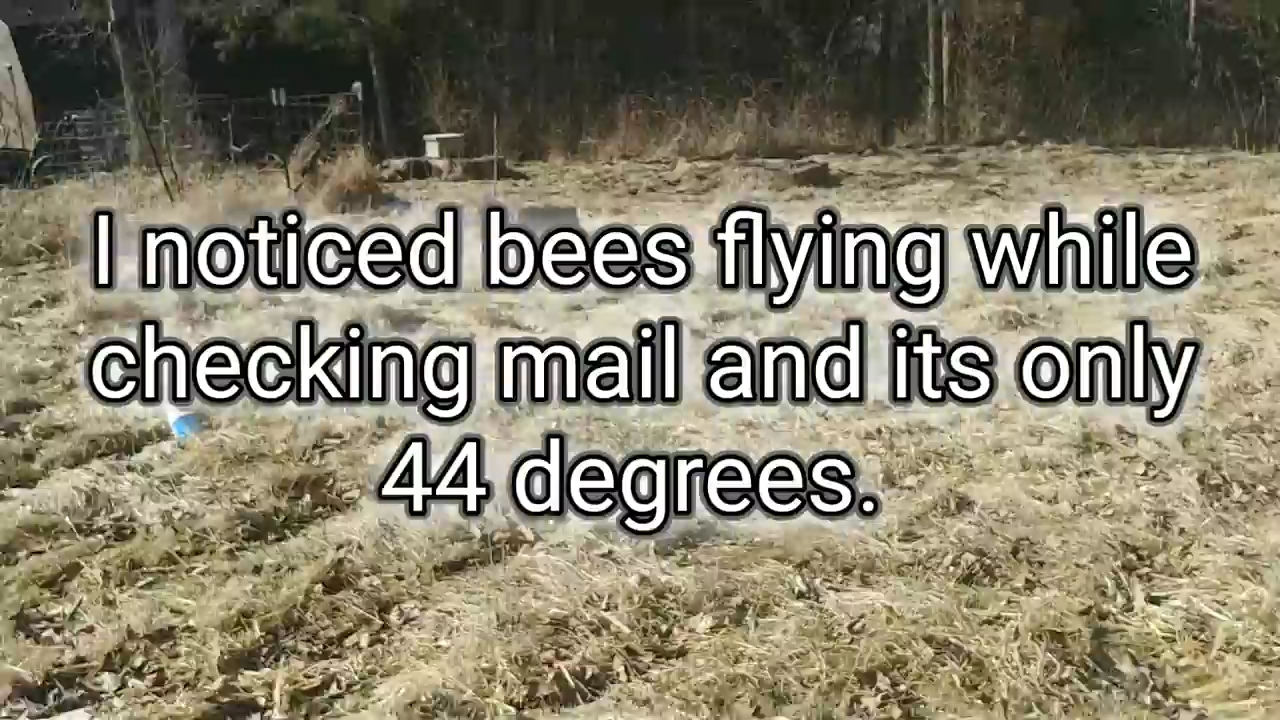 I noticed bees flying while
checking mail and its only
44 degrees.